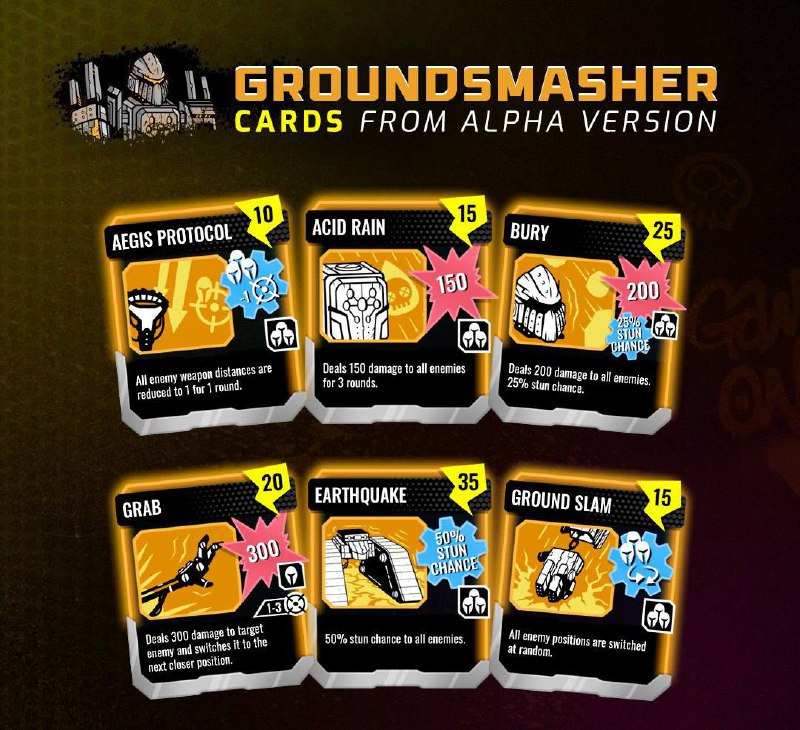 GROUNDSMASHER
CARDS FROM ALPHA VERSION
AEGIS PROTOCOL
10
-1
All enemy weapon distances are
reduced to 1 for 1 round.
ACID RAIN
15
150
Deals 150 damage to all enemies
for 3 rounds.
BURY
25
200
25%
STUN
CHANCE
Deals 200 damage to all enemies.
25% stun chance.
GRAB
20
300
1-3
Deals 300 damage to target
enemy and switches it to the
next closer position.
EARTHQUAKE
35
50%
STUN
CHANCE
50% stun chance to all enemies.
GROUND SLAM
15
All enemy positions are switched
at random.